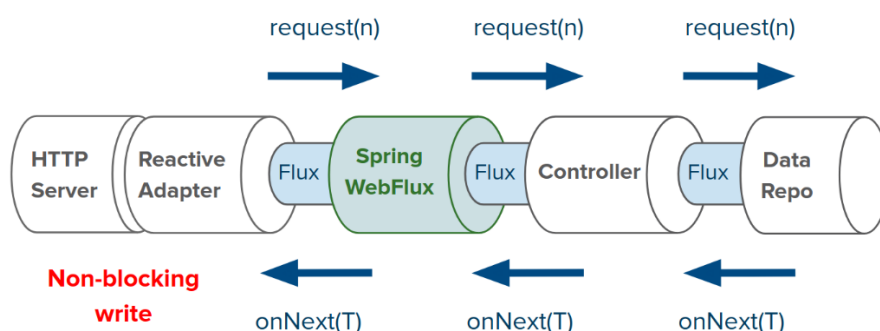 request(n)
request(n)
request(n)
HTTP
Server
Reactive
Adapter
Flux
Spring
WebFlux
Flux
Controller
Flux
Data
Repo
Non-blocking
write
onNext(T)
onNext(T)
onNext(T)